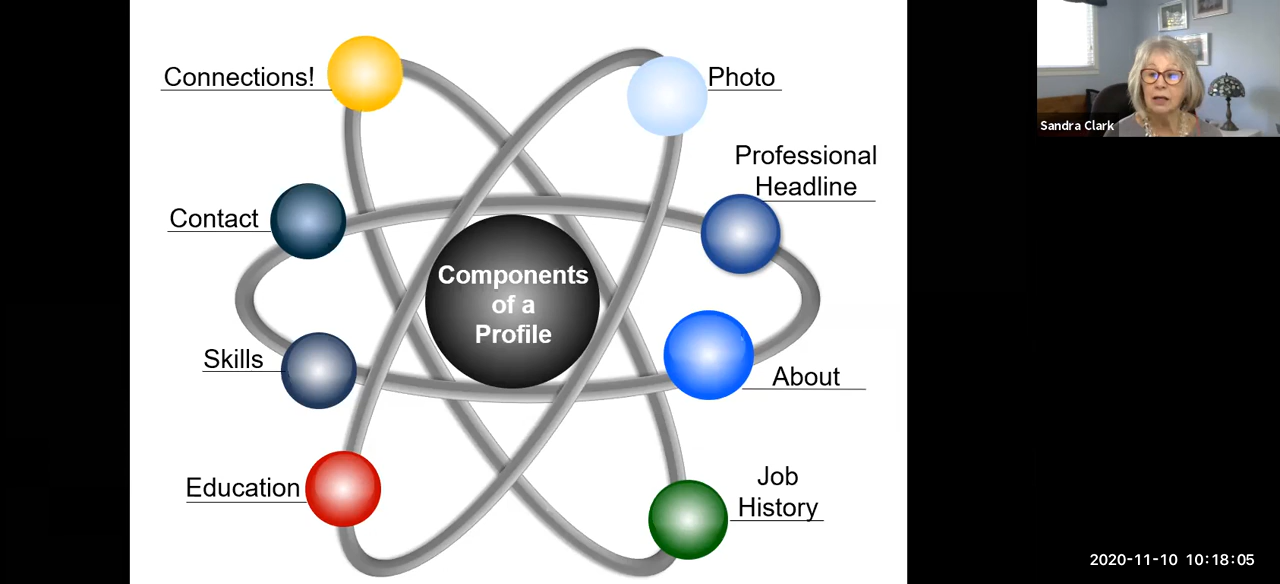 Connections!
Photo
Professional
Headline
Contact
Components
of a
Profile
Skills
About
Education
Job
History
Sandra Clark
2020-11-10 10:18:05